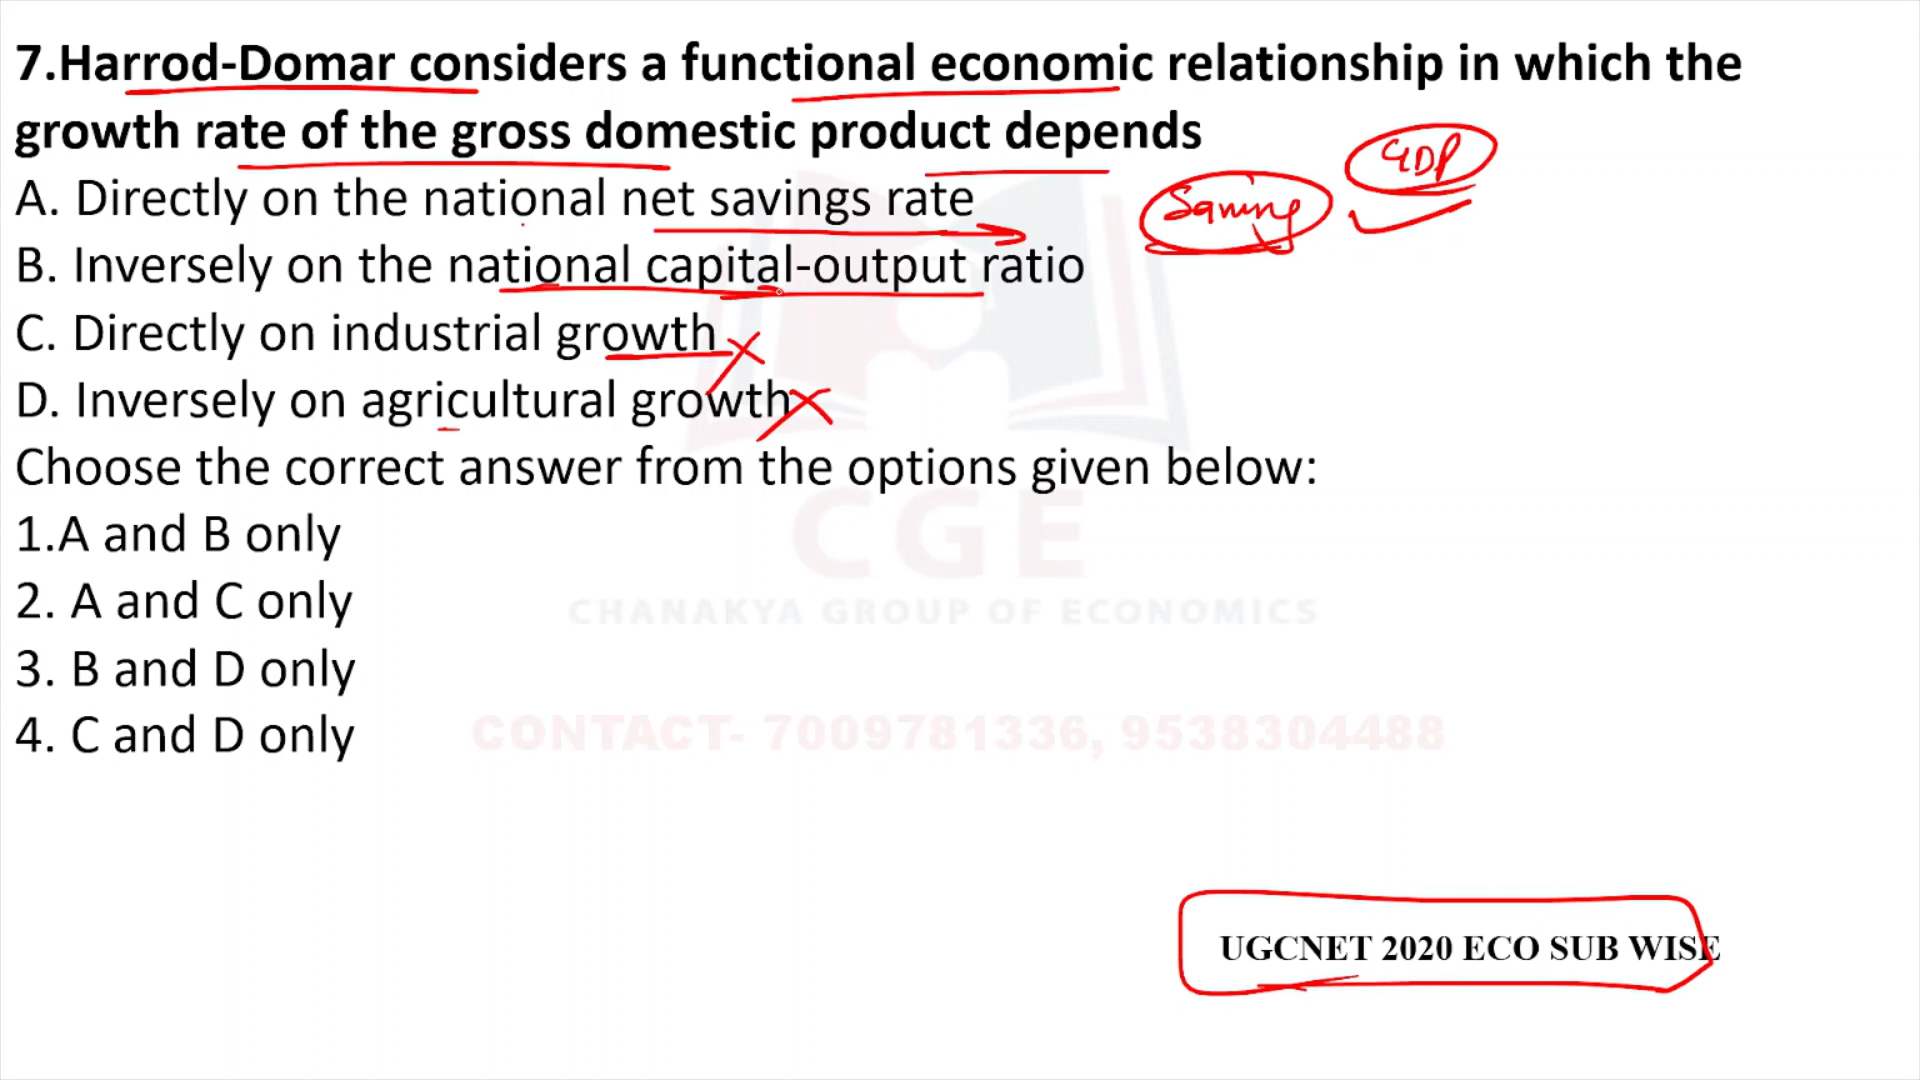 7.Harrod-Domar considers a functional economic relationship in which the
growth rate of the gross domestic product depends
GDP
A. Directly on the national net savings rate
Saving
B. Inversely on the national capital-output ratio
C. Directly on industrial growth
D. Inversely on agricultural growth
Choose the correct answer from the options given below:
1.A and B only
CGE
2. A and C only
CHANAKYA GROUP OF ECONOMICS
3. B and D only
4. C and D only
CONTACT- 7009781336, 9538304488
UGCNET 2020 ECO SUB WISE